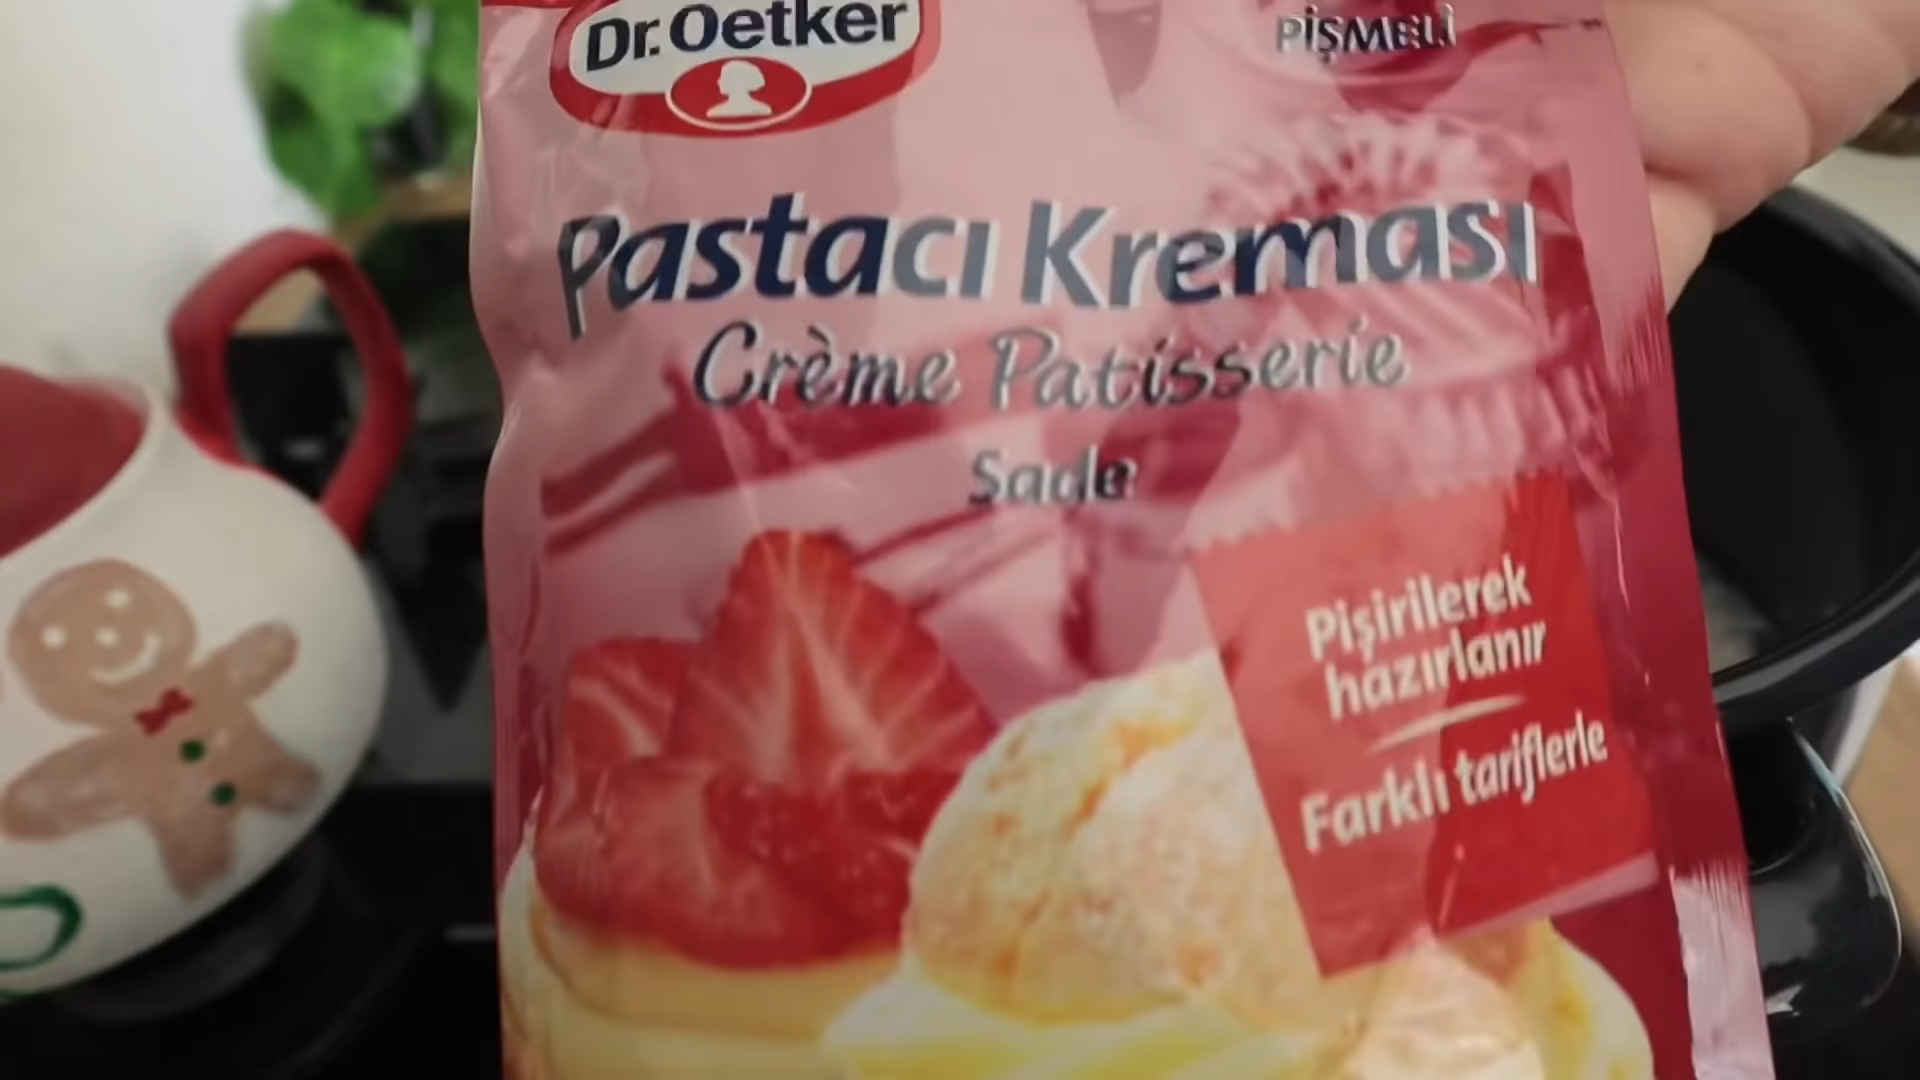 Dr. Oetker
PİŞMELİ
Pastacı Kreması
Crème Patisserie
Sade
Pişirilerek
hazırlanır
Farklı tariflerle